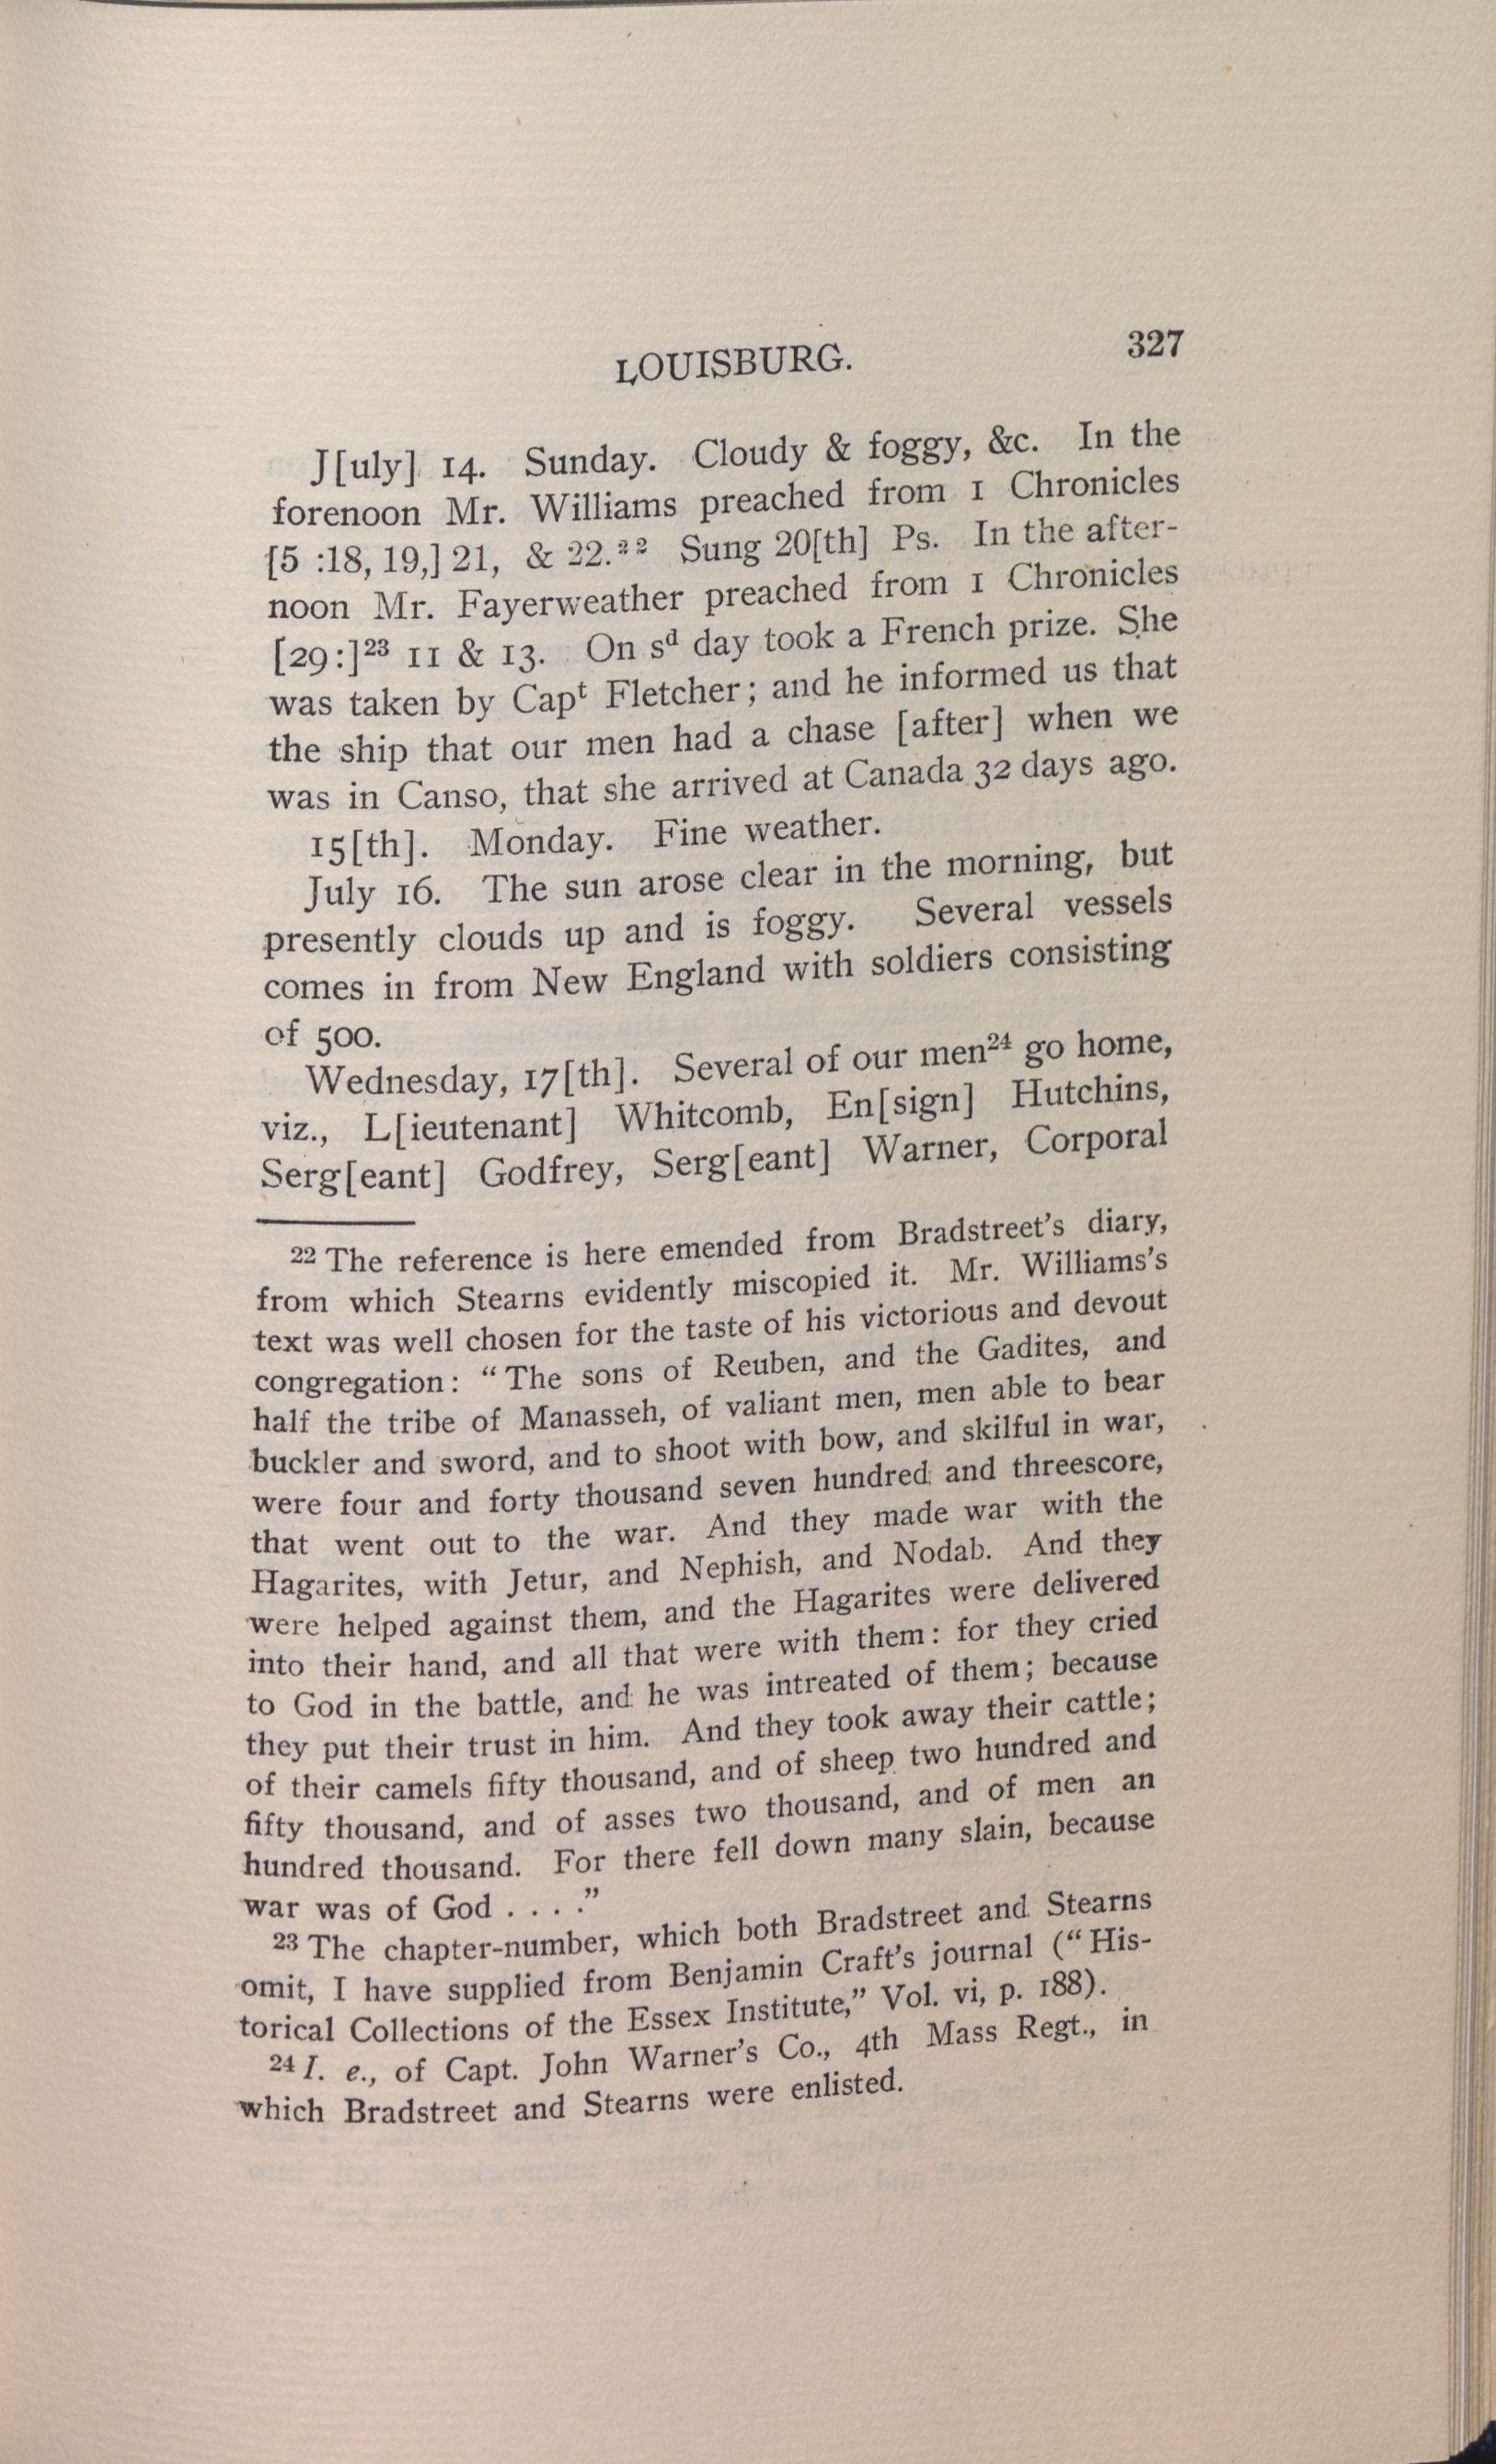 LOUISBURG. 327
J[uly] 14. Sunday. Cloudy & foggy, &c. In the
forenoon Mr. Williams preached from 1 Chronicles
[5 :18, 19,] 21, & 22.²² Sung 20[th] Ps. In the after-
noon Mr. Fayerweather preached from 1 Chronicles
[29:]²³ 11 & 13. On sᵈ day took a French prize. She
was taken by Capᵗ Fletcher; and he informed us that
the ship that our men had a chase [after] when we
was in Canso, that she arrived at Canada 32 days ago.
15[th]. Monday. Fine weather.
July 16. The sun arose clear in the morning, but
presently clouds up and is foggy. Several vessels
comes in from New England with soldiers consisting
of 500.
Wednesday, 17[th]. Several of our men²⁴ go home,
viz., L[ieutenant] Whitcomb, En[sign] Hutchins,
Serg[eant] Godfrey, Serg[eant] Warner, Corporal
²² The reference is here emended from Bradstreet's diary,
from which Stearns evidently miscopied it. Mr. Williams's
text was well chosen for the taste of his victorious and devout
congregation: "The sons of Reuben, and the Gadites, and
half the tribe of Manasseh, of valiant men, men able to bear
buckler and sword, and to shoot with bow, and skilful in war,
were four and forty thousand seven hundred and threescore,
that went out to the war. And they made war with the
Hagarites, with Jetur, and Nephish, and Nodab. And they
were helped against them, and the Hagarites were delivered
into their hand, and all that were with them: for they cried
to God in the battle, and he was intreated of them; because
they put their trust in him. And they took away their cattle;
of their camels fifty thousand, and of sheep two hundred and
fifty thousand, and of asses two thousand, and of men an
hundred thousand. For there fell down many slain, because
war was of God . . . ."
²³ The chapter-number, which both Bradstreet and Stearns
omit, I have supplied from Benjamin Craft's journal ("His-
torical Collections of the Essex Institute," Vol. vi, p. 188).
²⁴ I. e., of Capt. John Warner's Co., 4th Mass Regt., in
which Bradstreet and Stearns were enlisted.